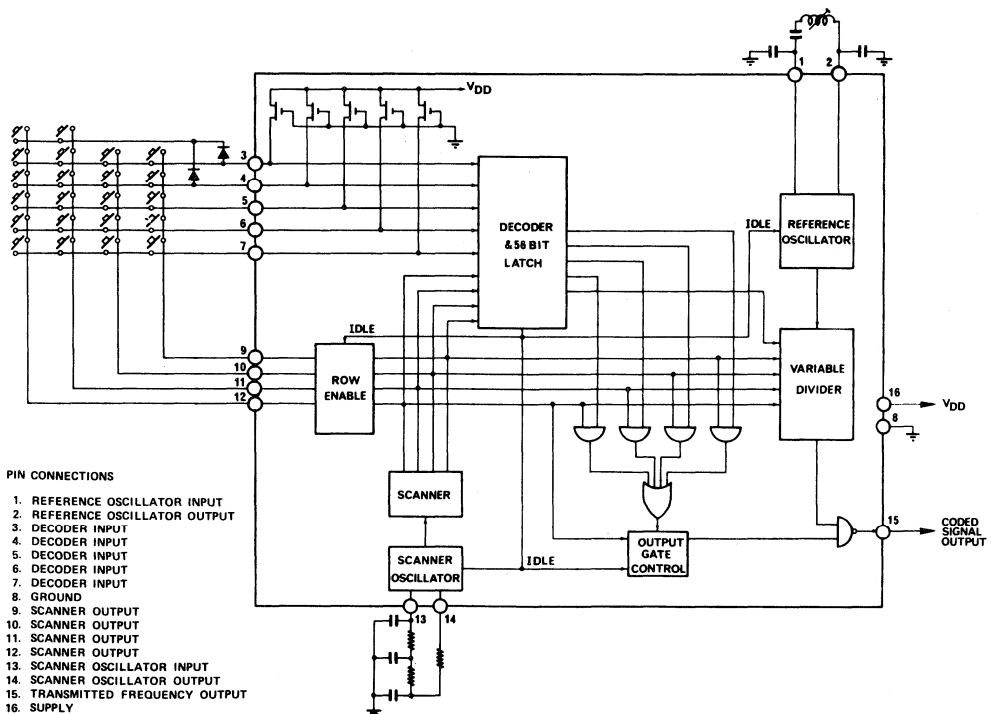 1
2
VDD
3
4
5
6
7
DECODER
& 56 BIT
LATCH
IDLE
REFERENCE
OSCILLATOR
IDLE
9
10
11
12
ROW
ENABLE
VARIABLE
DIVIDER
16
VDD
8
SCANNER
SCANNER
OSCILLATOR
IDLE
OUTPUT
GATE
CONTROL
15
CODED
SIGNAL
OUTPUT
13
14
PIN CONNECTIONS
1. REFERENCE OSCILLATOR INPUT
2. REFERENCE OSCILLATOR OUTPUT
3. DECODER INPUT
4. DECODER INPUT
5. DECODER INPUT
6. DECODER INPUT
7. DECODER INPUT
8. GROUND
9. SCANNER OUTPUT
10. SCANNER OUTPUT
11. SCANNER OUTPUT
12. SCANNER OUTPUT
13. SCANNER OSCILLATOR INPUT
14. SCANNER OSCILLATOR OUTPUT
15. TRANSMITTED FREQUENCY OUTPUT
16. SUPPLY